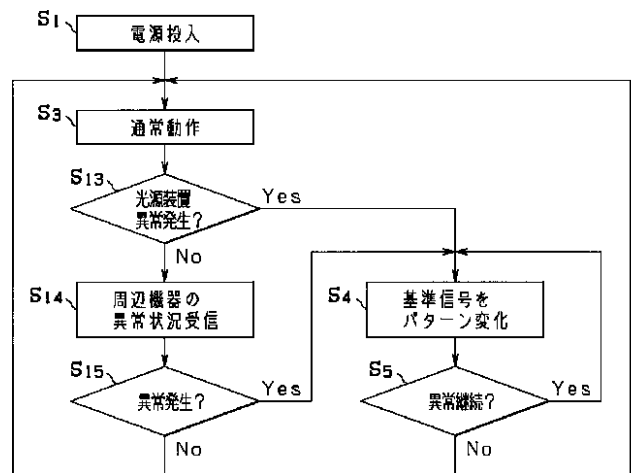 S1
電源投入
S3
通常動作
S13
光源装置
異常発生?
Yes
No
S14
周辺機器の
異常状況受信
S4
基準信号を
パターン変化
S15
異常発生?
Yes
No
S5
異常継続?
Yes
No